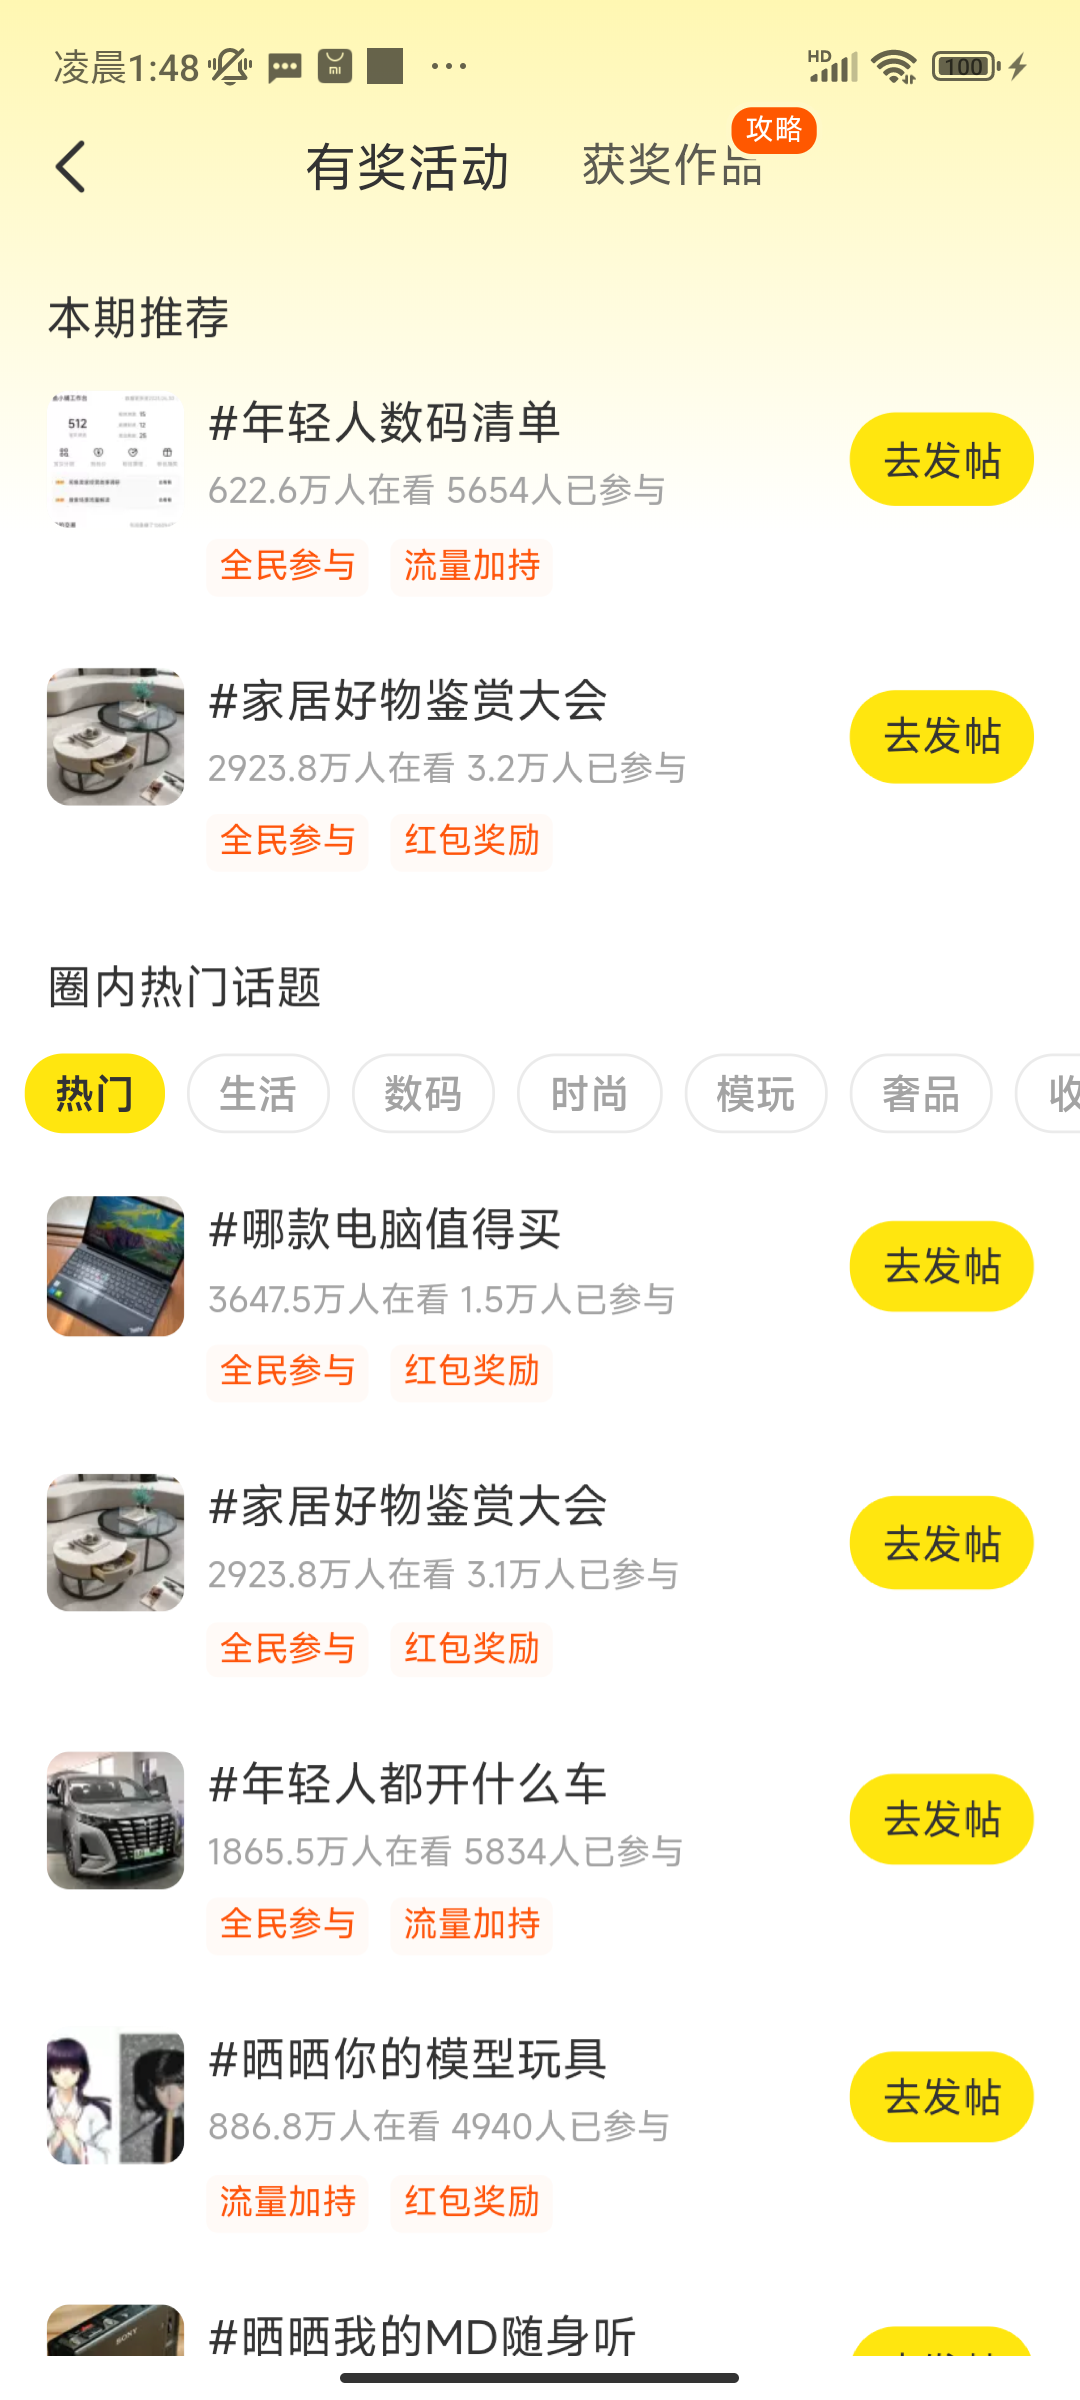 凌晨1:48
HD
100
攻略
有奖活动 获奖作品
本期推荐
512
#年轻人数码清单
622.6万人在看 5654人已参与
去发帖
全民参与 流量加持
#家居好物鉴赏大会
2923.8万人在看 3.2万人已参与
去发帖
全民参与 红包奖励
圈内热门话题
热门 生活 数码 时尚 模玩 奢品 收
#哪款电脑值得买
3647.5万人在看 1.5万人已参与
去发帖
全民参与 红包奖励
#家居好物鉴赏大会
2923.8万人在看 3.1万人已参与
去发帖
全民参与 红包奖励
#年轻人都开什么车
1865.5万人在看 5834人已参与
去发帖
全民参与 流量加持
#晒晒你的模型玩具
886.8万人在看 4940人已参与
去发帖
流量加持 红包奖励
SONY
#晒晒我的MD随身听